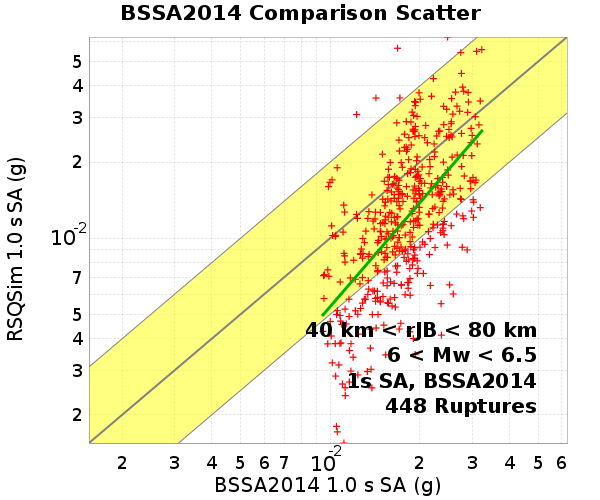 BSSA2014 Comparison Scatter
RSQSim 1.0 s SA (g)
5
4
3
2
10-2
7
5
4
3
2
40 km < rJB < 80 km
6 < Mw < 6.5
1s SA, BSSA2014
448 Ruptures
2 3 4 5 6 7 10-2 2 3 4 5 6
BSSA2014 1.0 s SA (g)